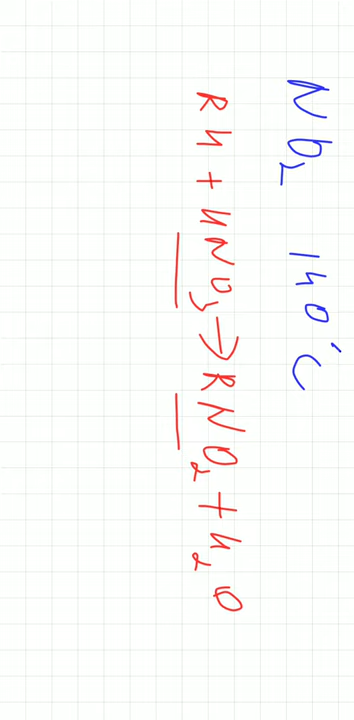 NO₂ 140°C
RH + HNO₃ → RNO₂ + H₂O